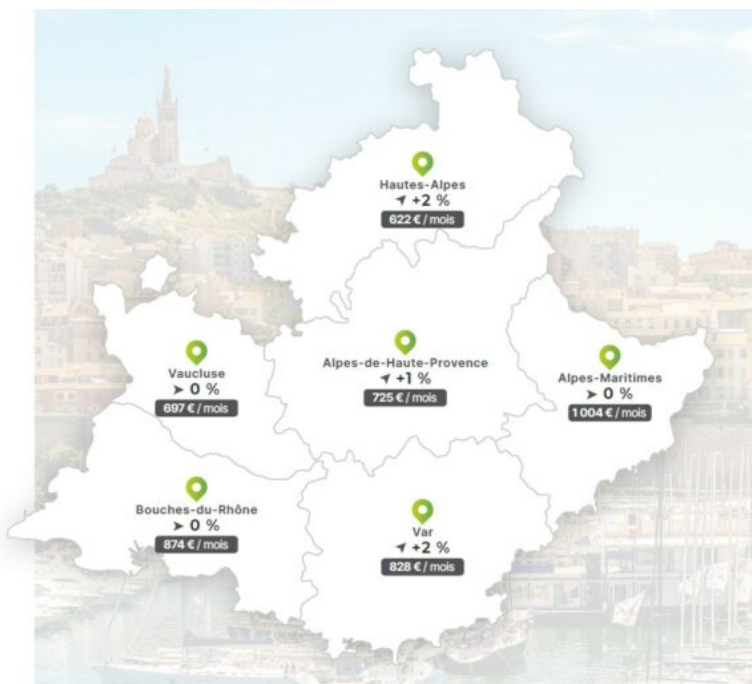 Hautes-Alpes
+2 %
622 € / mois
Vaucluse
0 %
697 € / mois
Alpes-de-Haute-Provence
+1 %
725 € / mois
Alpes-Maritimes
0 %
1 004 € / mois
Bouches-du-Rhône
0 %
874 € / mois
Var
+2 %
828 € / mois